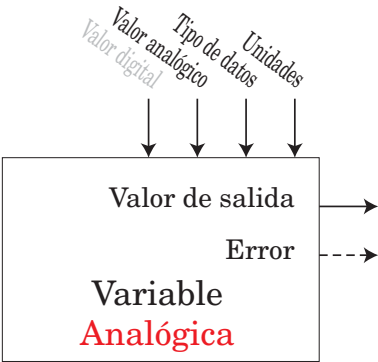 Valor digital
Valor analógico
Tipo de datos
Unidades
Valor de salida
Error
Variable
Analógica